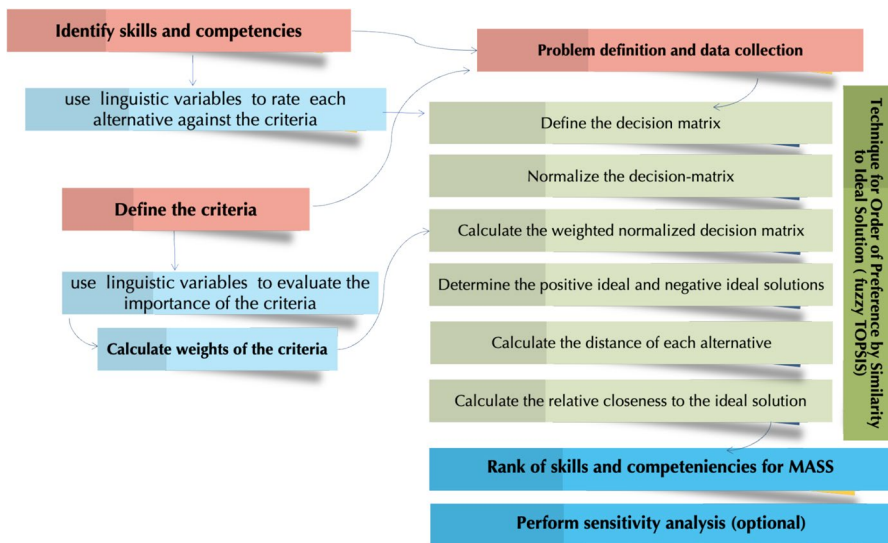 Identify skills and competencies
Problem definition and data collection
use linguistic variables to rate each
alternative against the criteria
Define the decision matrix
Normalize the decision-matrix
Define the criteria
Calculate the weighted normalized decision matrix
use linguistic variables to evaluate the
importance of the criteria
Determine the positive ideal and negative ideal solutions
Calculate weights of the criteria
Calculate the distance of each alternative
Calculate the relative closeness to the ideal solution
Technique for Order of Preference by Similarity
to Ideal Solution ( fuzzy TOPSIS)
Rank of skills and competeniencies for MASS
Perform sensitivity analysis (optional)